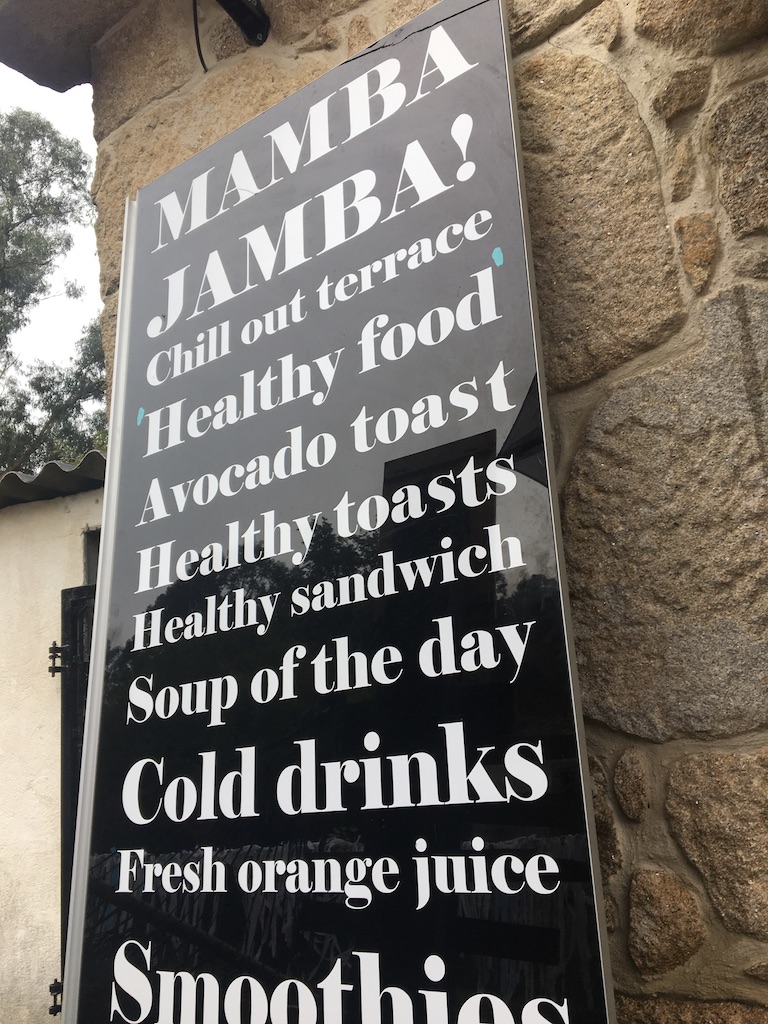 MAMBA
JAMBA!
Chill out terrace
'Healthy food'
Avocado toast
Healthy toasts
Healthy sandwich
Soup of the day
Cold drinks
Fresh orange juice
Smoothies